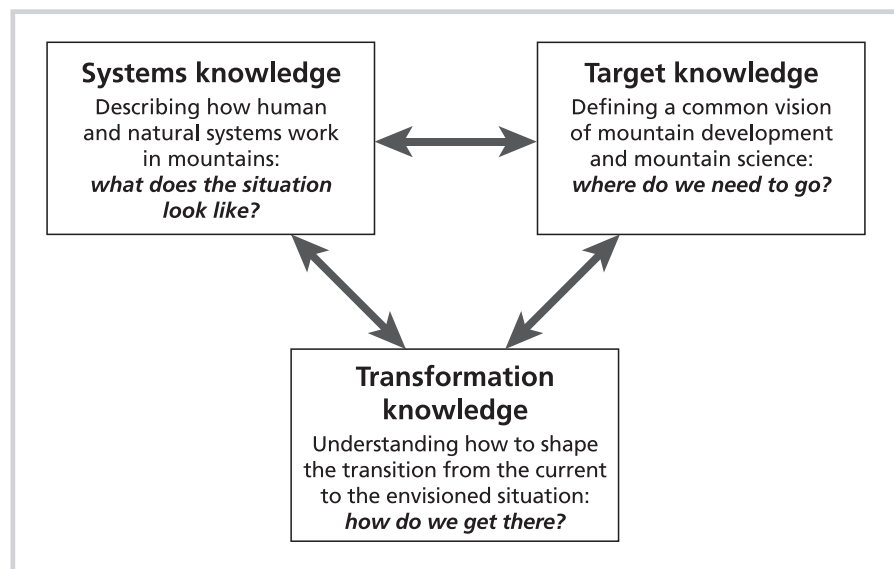 Systems knowledge
Describing how human
and natural systems work
in mountains:
what does the situation
look like?
Target knowledge
Defining a common vision
of mountain development
and mountain science:
where do we need to go?
Transformation
knowledge
Understanding how to shape
the transition from the current
to the envisioned situation:
how do we get there?